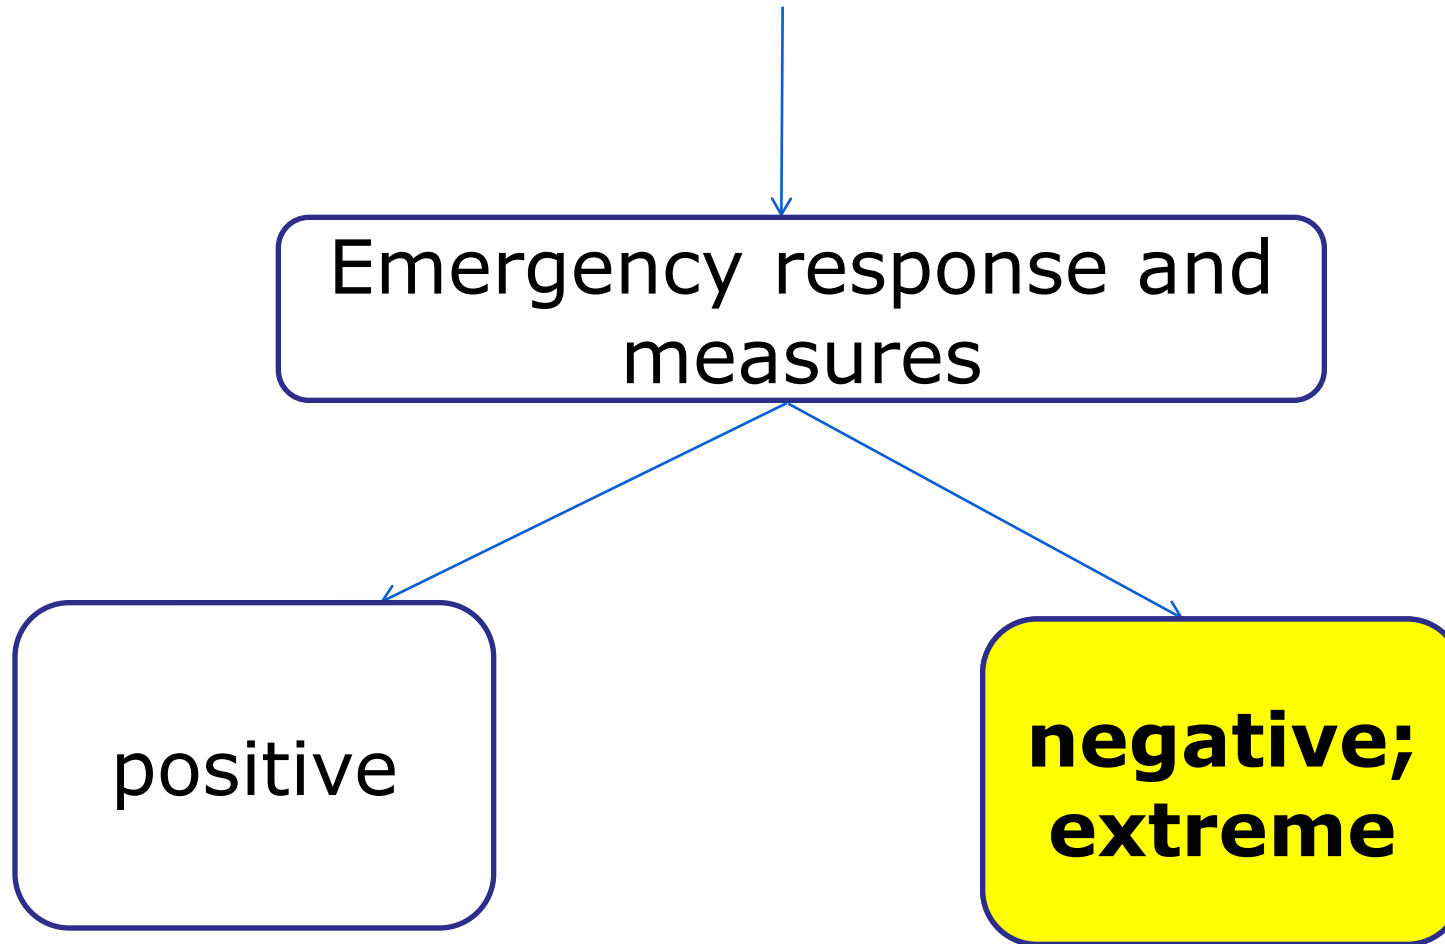 Emergency response and
measures
positive
negative;
extreme